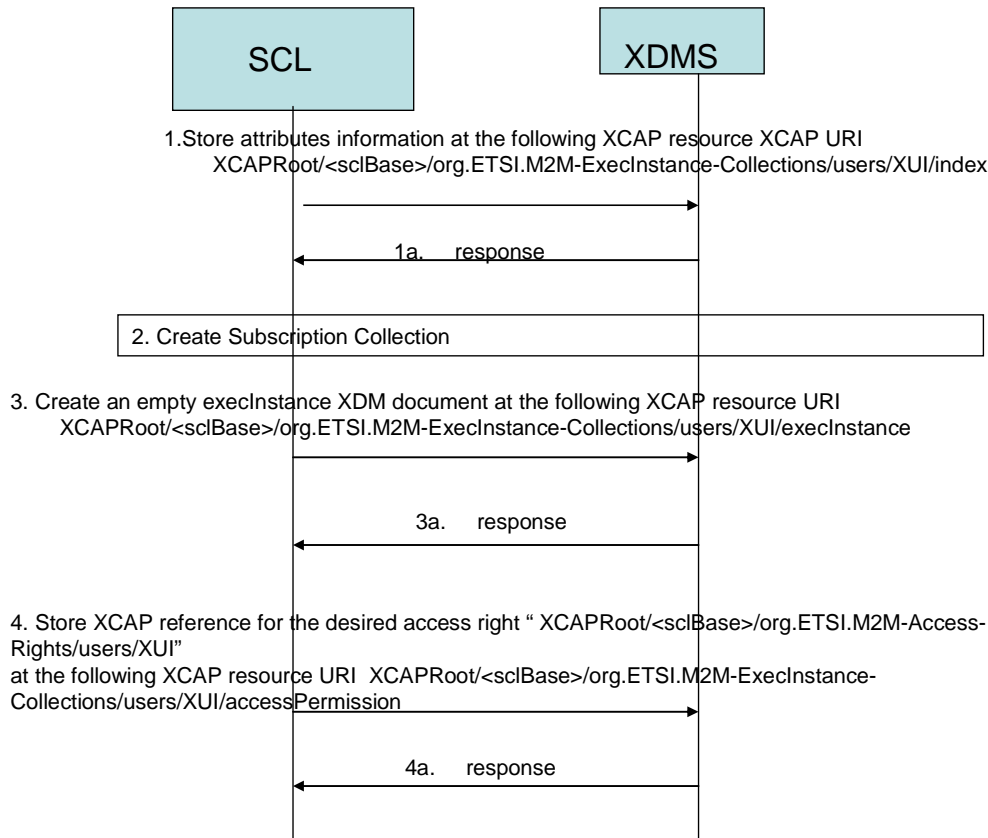 SCL
XDMS
1.Store attributes information at the following XCAP resource XCAP URI
XCAPRoot/<sclBase>/org.ETSI.M2M-ExecInstance-Collections/users/XUI/index
1a. response
2. Create Subscription Collection
3. Create an empty execInstance XDM document at the following XCAP resource URI
XCAPRoot/<sclBase>/org.ETSI.M2M-ExecInstance-Collections/users/XUI/execInstance
3a. response
4. Store XCAP reference for the desired access right “ XCAPRoot/<sclBase>/org.ETSI.M2M-Access-
Rights/users/XUI”
at the following XCAP resource URI XCAPRoot/<sclBase>/org.ETSI.M2M-ExecInstance-
Collections/users/XUI/accessPermission
4a. response